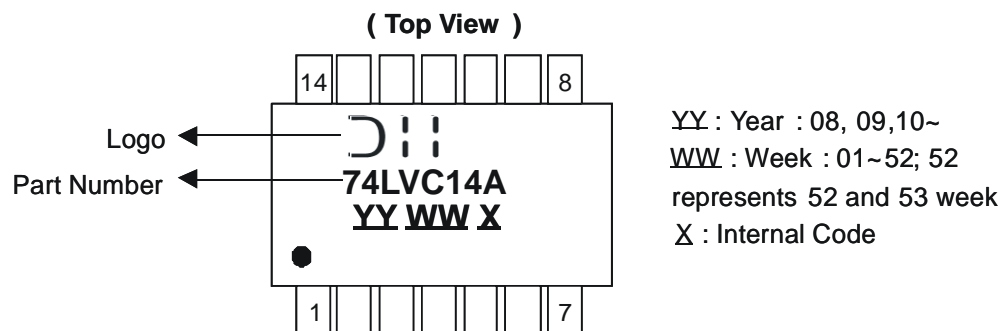 ( Top View )
14 8
Logo
Part Number
74LVC14A
YY WW X
1 7
YY : Year : 08, 09,10~
WW : Week : 01~52; 52
represents 52 and 53 week
X : Internal Code